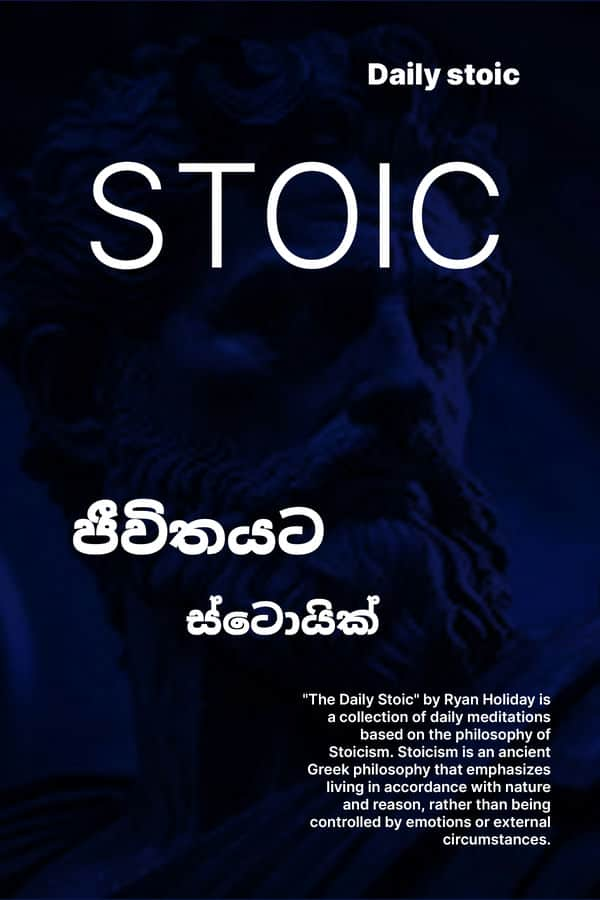 Daily stoic
STOIC
ජීවිතයට
ස්ටොයික්
"The Daily Stoic" by Ryan Holiday is
a collection of daily meditations
based on the philosophy of
Stoicism. Stoicism is an ancient
Greek philosophy that emphasizes
living in accordance with nature
and reason, rather than being
controlled by emotions or external
circumstances.